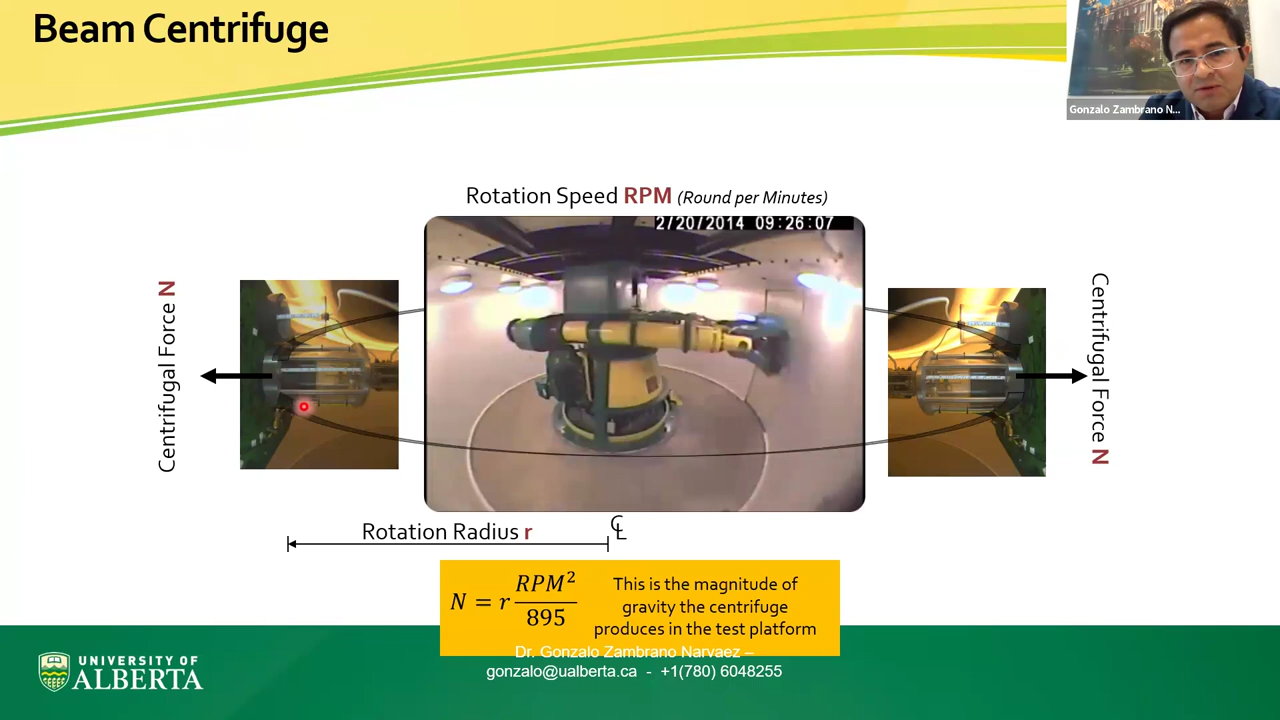 Beam Centrifuge
Gonzalo Zambrano N...
Rotation Speed RPM (Round per Minutes)
2/20/2014 09:26:07
Centrifugal Force N
Centrifugal Force N
Rotation Radius r
℄
N = r RPM²/895
This is the magnitude of
gravity the centrifuge
produces in the test platform
Dr. Gonzalo Zambrano Narvaez –
gonzalo@ualberta.ca - +1(780) 6048255
UNIVERSITY OF
ALBERTA